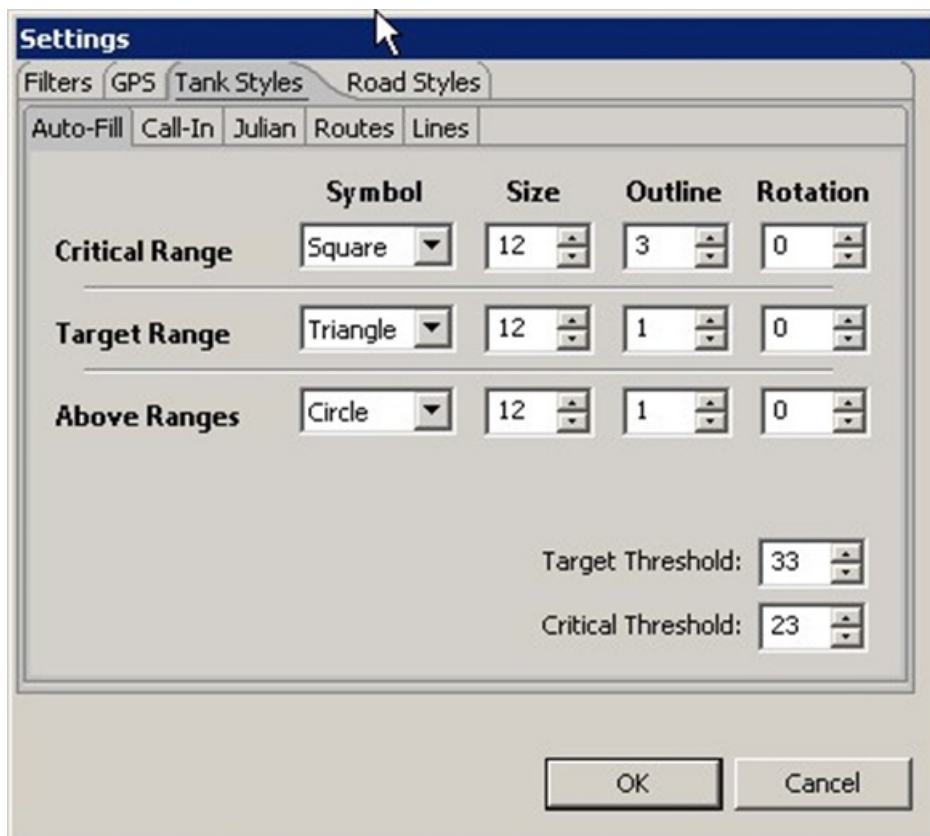 Settings
Filters GPS Tank Styles Road Styles
Auto-Fill Call-In Julian Routes Lines
Symbol Size Outline Rotation
Critical Range Square 12 3 0
Target Range Triangle 12 1 0
Above Ranges Circle 12 1 0
Target Threshold: 33
Critical Threshold: 23
OK Cancel